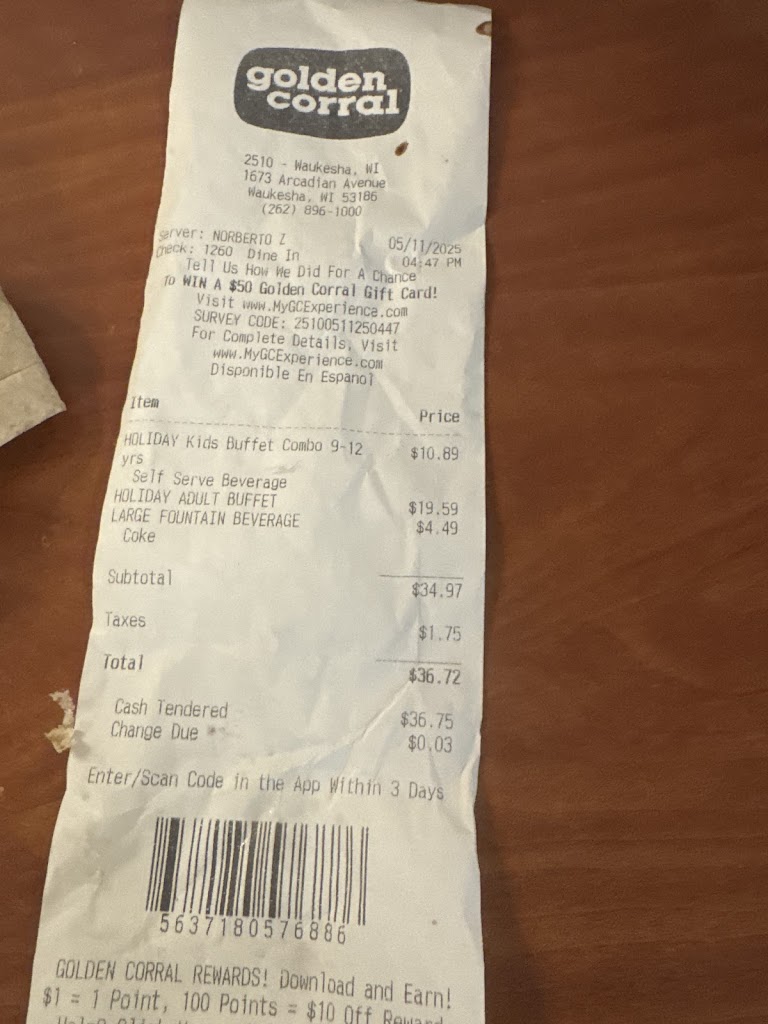 golden
corral
2510 - Waukesha, WI
1673 Arcadian Avenue
Waukesha, WI 53186
(262) 896-1000
Server: NORBERTO Z 05/11/2025
Check: 1260 Dine In 04:47 PM
Tell Us How We Did For A Chance
To WIN A $50 Golden Corral Gift Card!
Visit www.MyGCExperience.com
SURVEY CODE: 25100511250447
For Complete Details, Visit
www.MyGCExperience.com
Disponible En Espanol
Item Price
HOLIDAY Kids Buffet Combo 9-12 $10.89
yrs
Self Serve Beverage
HOLIDAY ADULT BUFFET $19.59
LARGE FOUNTAIN BEVERAGE $4.49
Coke
Subtotal $34.97
Taxes $1.75
Total $36.72
Cash Tendered $36.75
Change Due $0.03
Enter/Scan Code in the App Within 3 Days
5637180576886
GOLDEN CORRAL REWARDS! Download and Earn!
$1 = 1 Point, 100 Points = $10 Off Reward